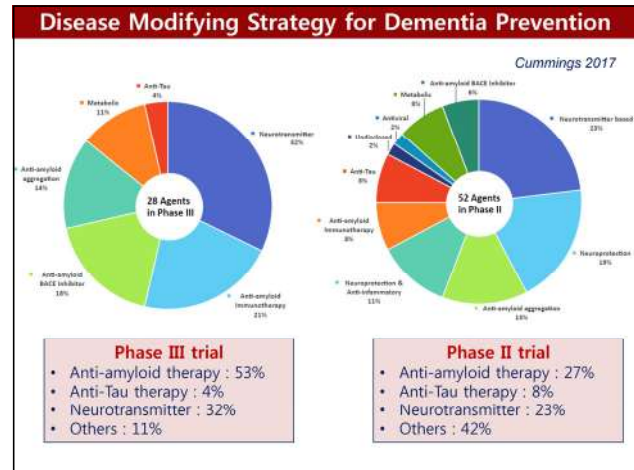 Disease Modifying Strategy for Dementia Prevention
Cummings 2017
Anti-Tau
4%
Metabolic
11%
Neurotransmitter
32%
Anti-amyloid
aggregation
14%
28 Agents
in Phase III
Anti-amyloid
BACE Inhibitor
18%
Anti-amyloid
Immunotherapy
21%
Anti-amyloid BACE Inhibitor
6%
Metabolic
8%
Antiviral
2%
Undisclosed
2%
Neurotransmitter based
23%
Anti-Tau
8%
52 Agents
in Phase II
Anti-amyloid
Immunotherapy
8%
Neuroprotection
19%
Neuroprotection &
Anti-inflammatory
11%
Anti-amyloid aggregation
13%
Phase III trial
• Anti-amyloid therapy : 53%
• Anti-Tau therapy : 4%
• Neurotransmitter : 32%
• Others : 11%
Phase II trial
• Anti-amyloid therapy : 27%
• Anti-Tau therapy : 8%
• Neurotransmitter : 23%
• Others : 42%